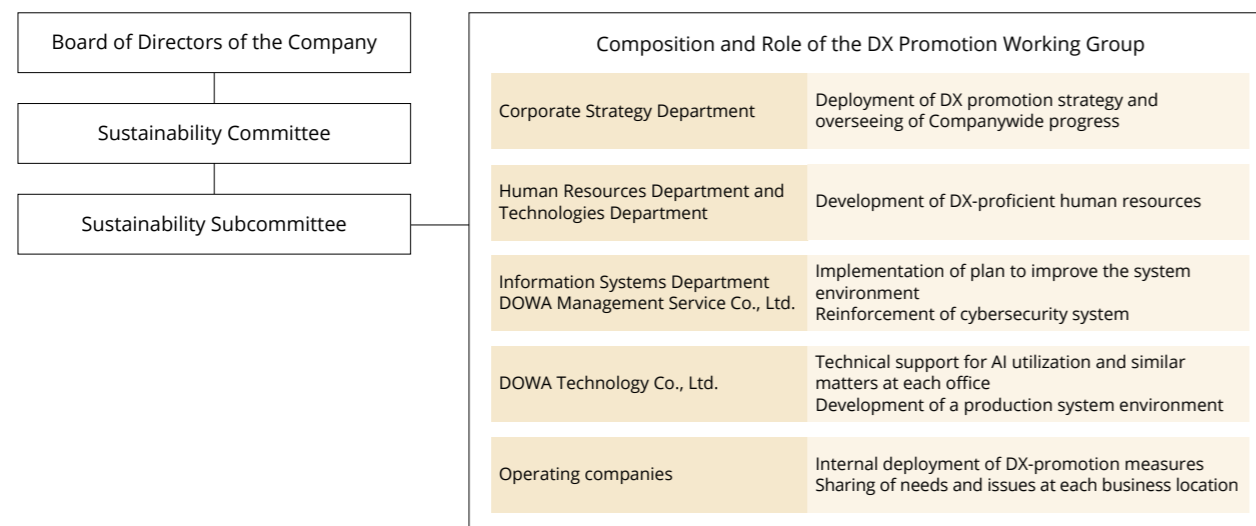 Board of Directors of the Company
Sustainability Committee
Sustainability Subcommittee
Composition and Role of the DX Promotion Working Group
Corporate Strategy Department
Deployment of DX promotion strategy and
overseeing of Companywide progress
Human Resources Department and
Technologies Department
Development of DX-proficient human resources
Information Systems Department
DOWA Management Service Co., Ltd.
Implementation of plan to improve the system
environment
Reinforcement of cybersecurity system
DOWA Technology Co., Ltd.
Technical support for AI utilization and similar
matters at each office
Development of a production system environment
Operating companies
Internal deployment of DX-promotion measures
Sharing of needs and issues at each business location